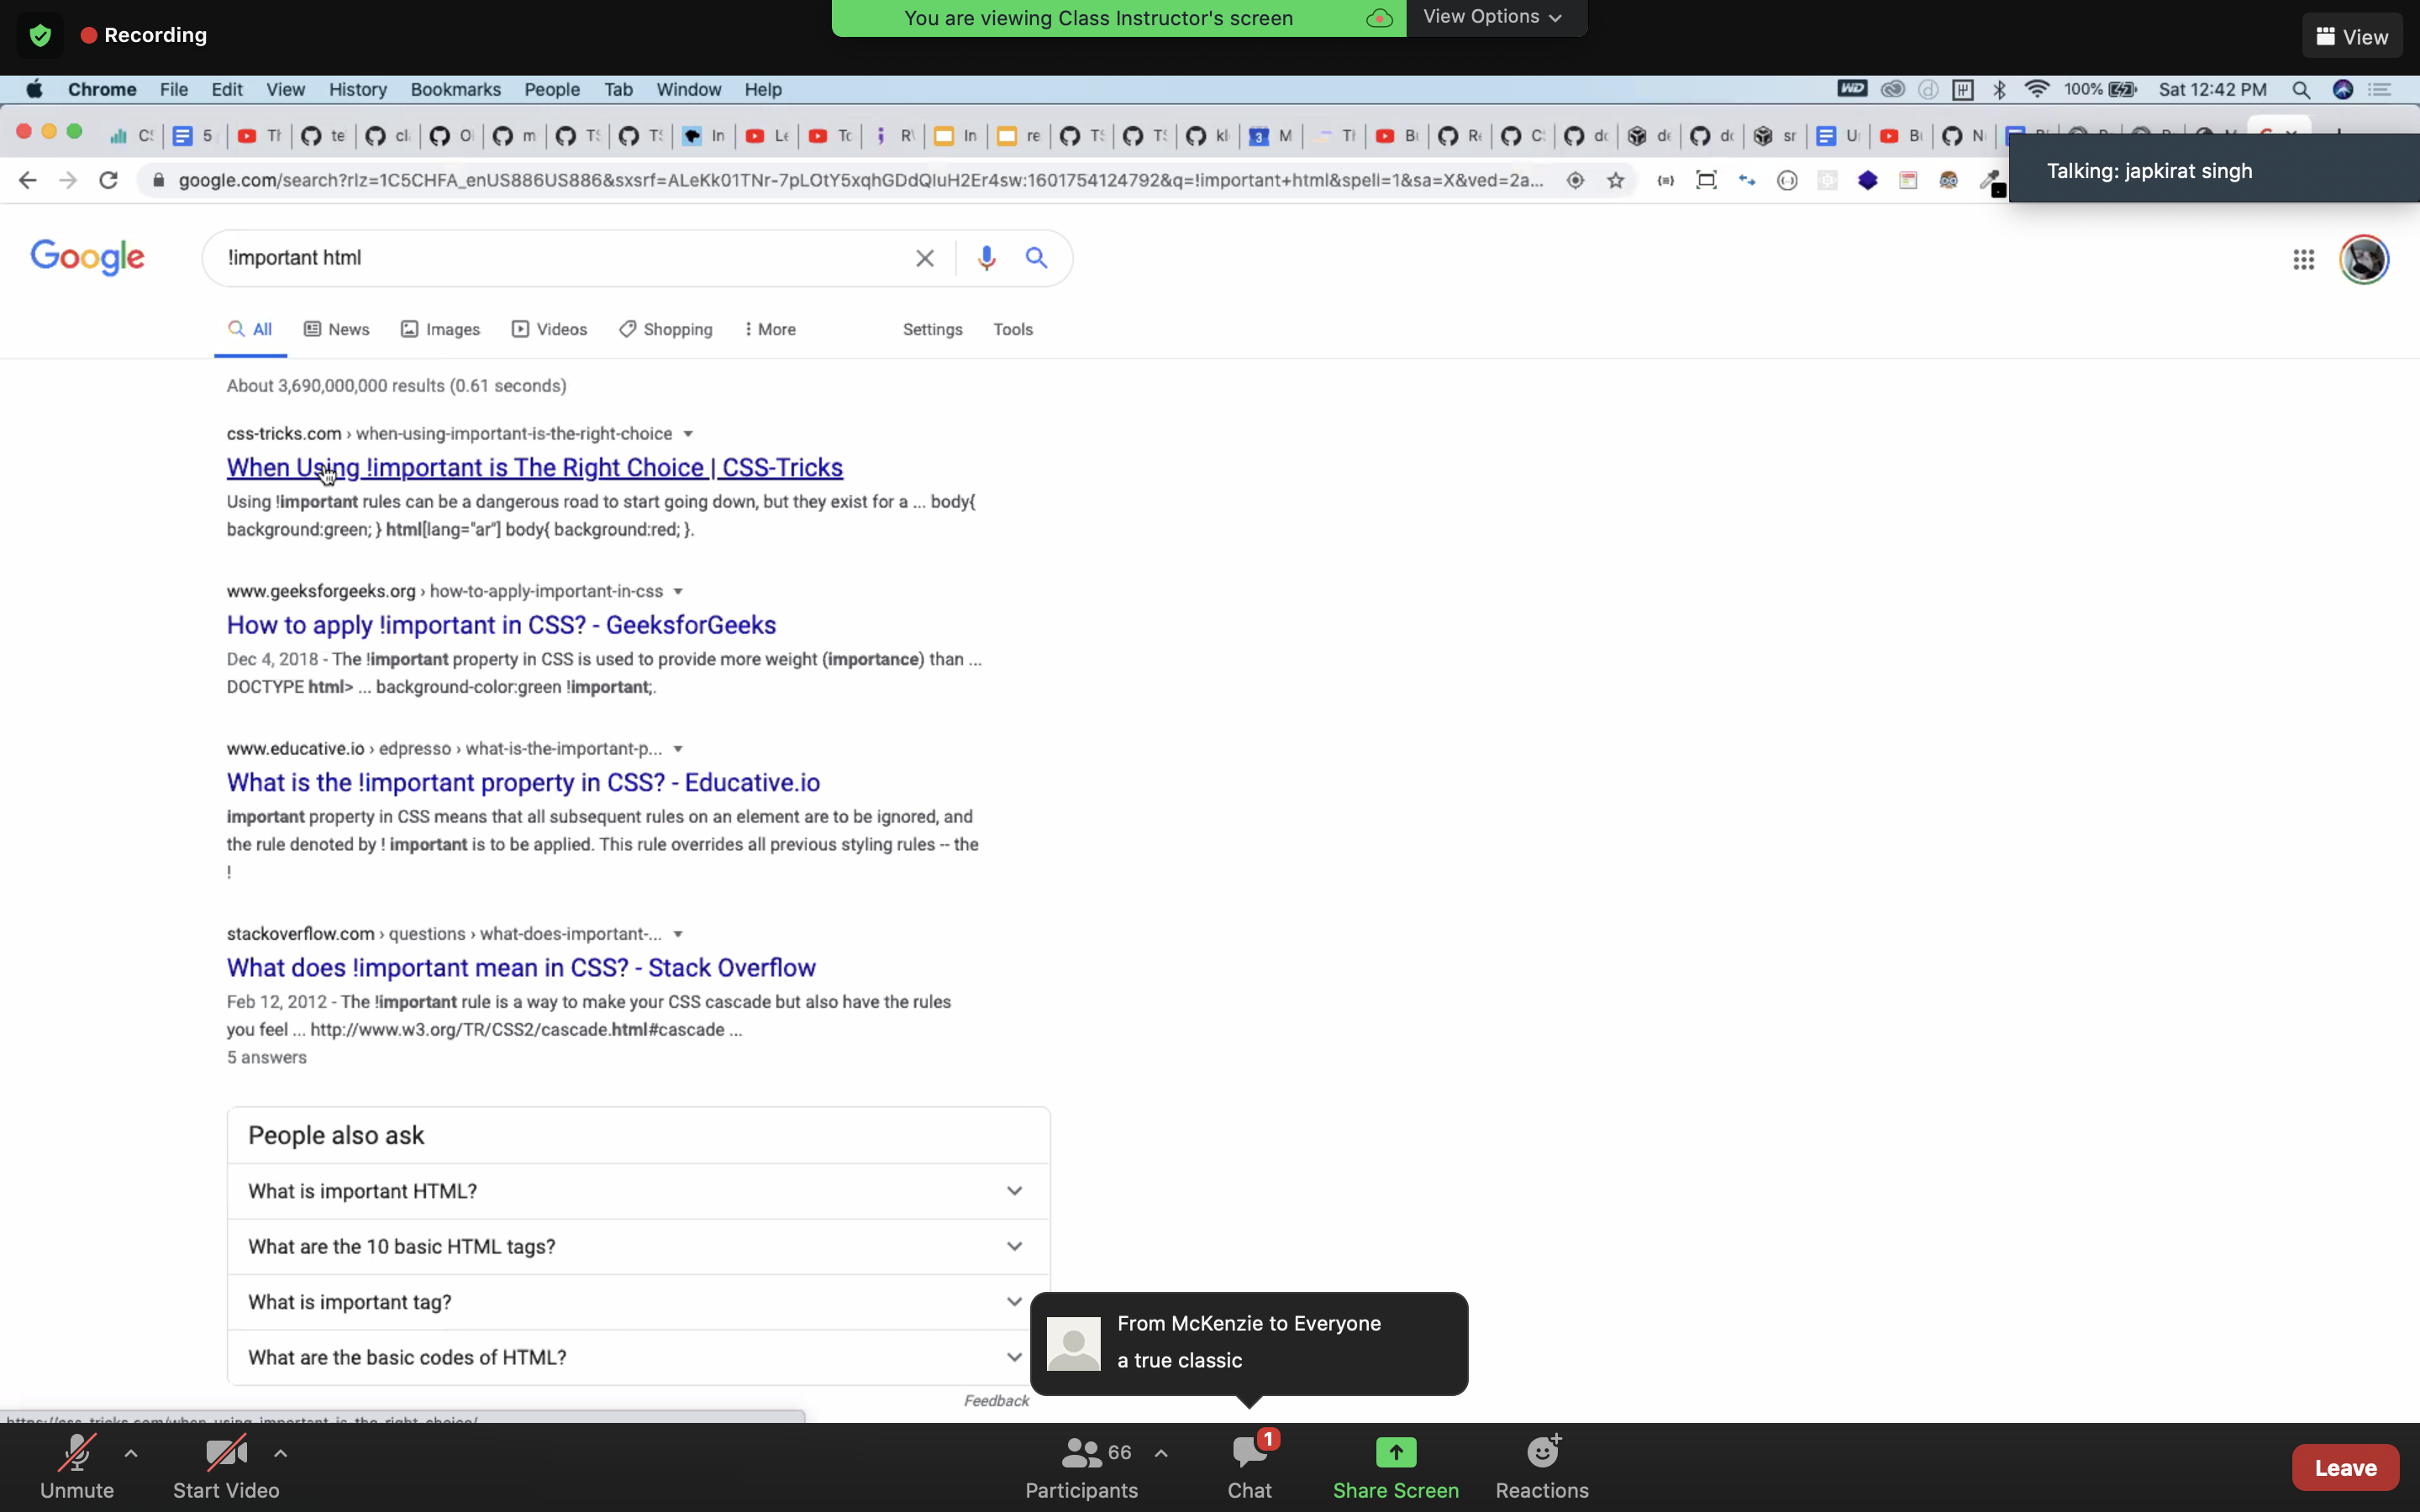 Recording
You are viewing Class Instructor's screen
View Options
View
Chrome File Edit View History Bookmarks People Tab Window Help
100% Sat 12:42 PM
google.com/search?rlz=1C5CHFA_enUS886US886&sxsrf=ALeKk01TNr-7pLOtY5xqhGDdQluH2Er4sw:1601754124792&q=!important+html&spell=1&sa=X&ved=2a...
Talking: japkirat singh
Google
!important html
All News Images Videos Shopping More Settings Tools
About 3,690,000,000 results (0.61 seconds)
css-tricks.com › when-using-important-is-the-right-choice
When Using !important is The Right Choice | CSS-Tricks
Using !important rules can be a dangerous road to start going down, but they exist for a ... body{
background:green; } html[lang="ar"] body{ background:red; }.
www.geeksforgeeks.org › how-to-apply-important-in-css
How to apply !important in CSS? - GeeksforGeeks
Dec 4, 2018 - The !important property in CSS is used to provide more weight (importance) than ...
DOCTYPE html> ... background-color:green !important;.
www.educative.io › edpresso › what-is-the-important-p...
What is the !important property in CSS? - Educative.io
important property in CSS means that all subsequent rules on an element are to be ignored, and
the rule denoted by ! important is to be applied. This rule overrides all previous styling rules -- the
!
stackoverflow.com › questions › what-does-important-...
What does !important mean in CSS? - Stack Overflow
Feb 12, 2012 - The !important rule is a way to make your CSS cascade but also have the rules
you feel ... http://www.w3.org/TR/CSS2/cascade.html#cascade ...
5 answers
People also ask
What is important HTML?
What are the 10 basic HTML tags?
What is important tag?
What are the basic codes of HTML?
Feedback
From McKenzie to Everyone
a true classic
Unmute
Start Video
66
Participants
1
Chat
Share Screen
Reactions
Leave